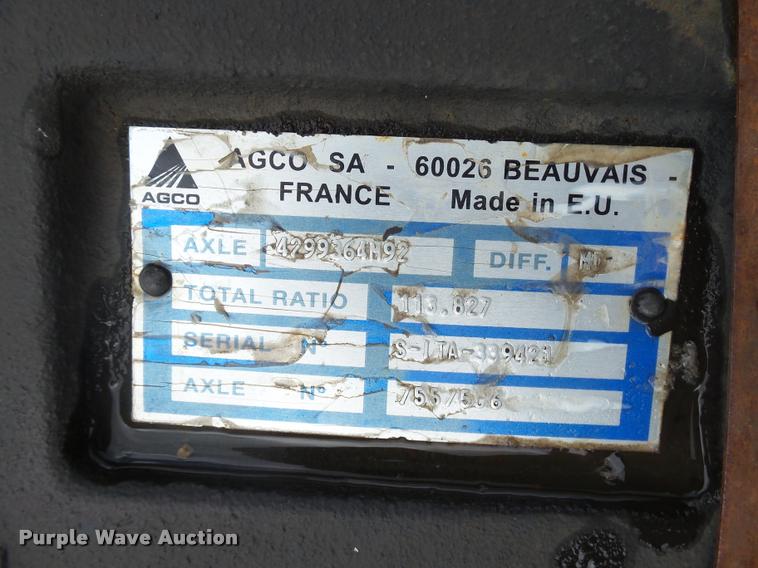 AGCO SA - 60026 BEAUVAIS -
FRANCE Made in E.U.
AGCO
AXLE 4299364M92 DIFF.
TOTAL RATIO 113.827
SERIAL N°
AXLE N°
Purple Wave Auction